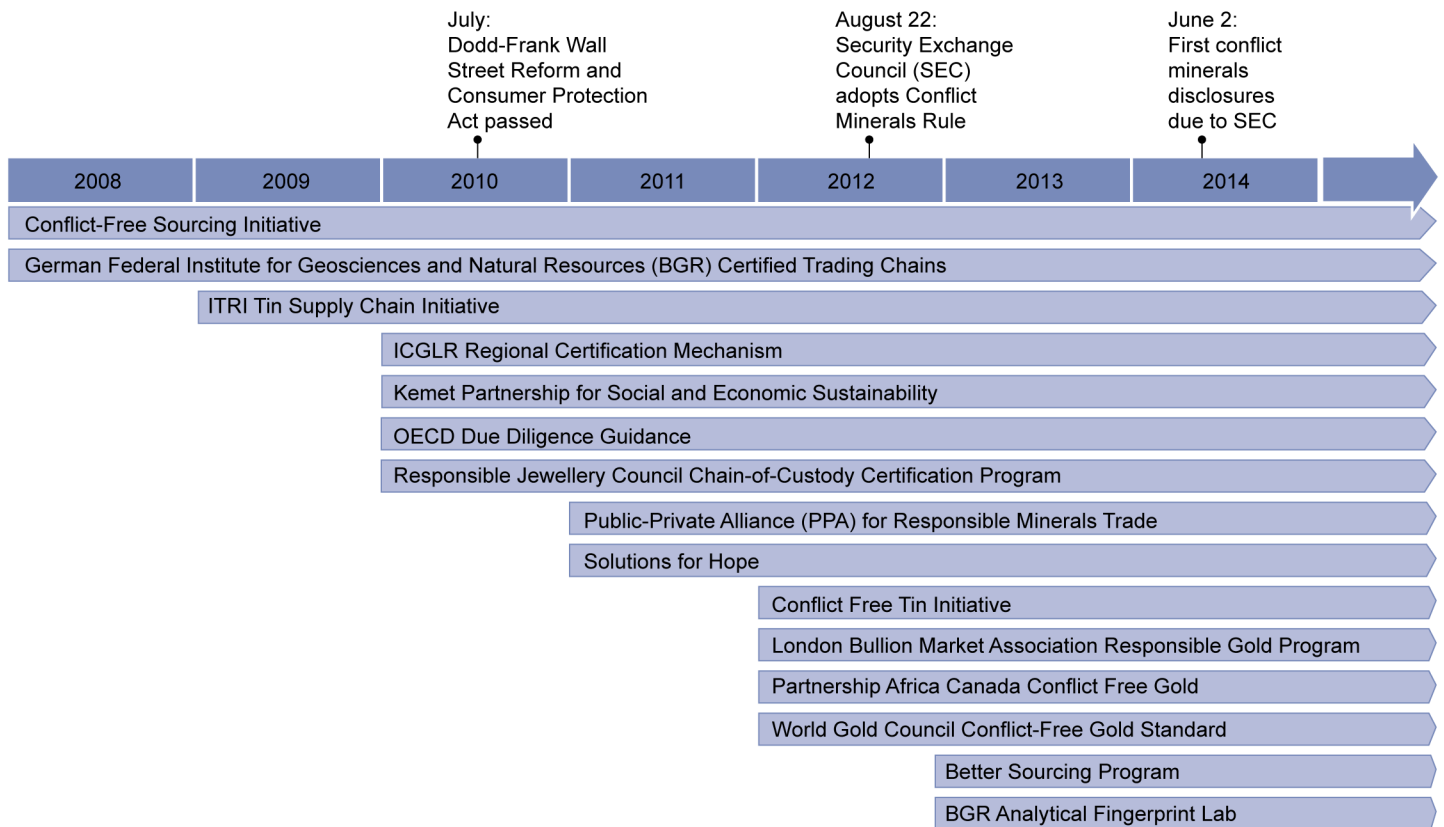 July:
Dodd-Frank Wall
Street Reform and
Consumer Protection
Act passed
August 22:
Security Exchange
Council (SEC)
adopts Conflict
Minerals Rule
June 2:
First conflict
minerals
disclosures
due to SEC
2008 2009 2010 2011 2012 2013 2014
Conflict-Free Sourcing Initiative
German Federal Institute for Geosciences and Natural Resources (BGR) Certified Trading Chains
ITRI Tin Supply Chain Initiative
ICGLR Regional Certification Mechanism
Kemet Partnership for Social and Economic Sustainability
OECD Due Diligence Guidance
Responsible Jewellery Council Chain-of-Custody Certification Program
Public-Private Alliance (PPA) for Responsible Minerals Trade
Solutions for Hope
Conflict Free Tin Initiative
London Bullion Market Association Responsible Gold Program
Partnership Africa Canada Conflict Free Gold
World Gold Council Conflict-Free Gold Standard
Better Sourcing Program
BGR Analytical Fingerprint Lab